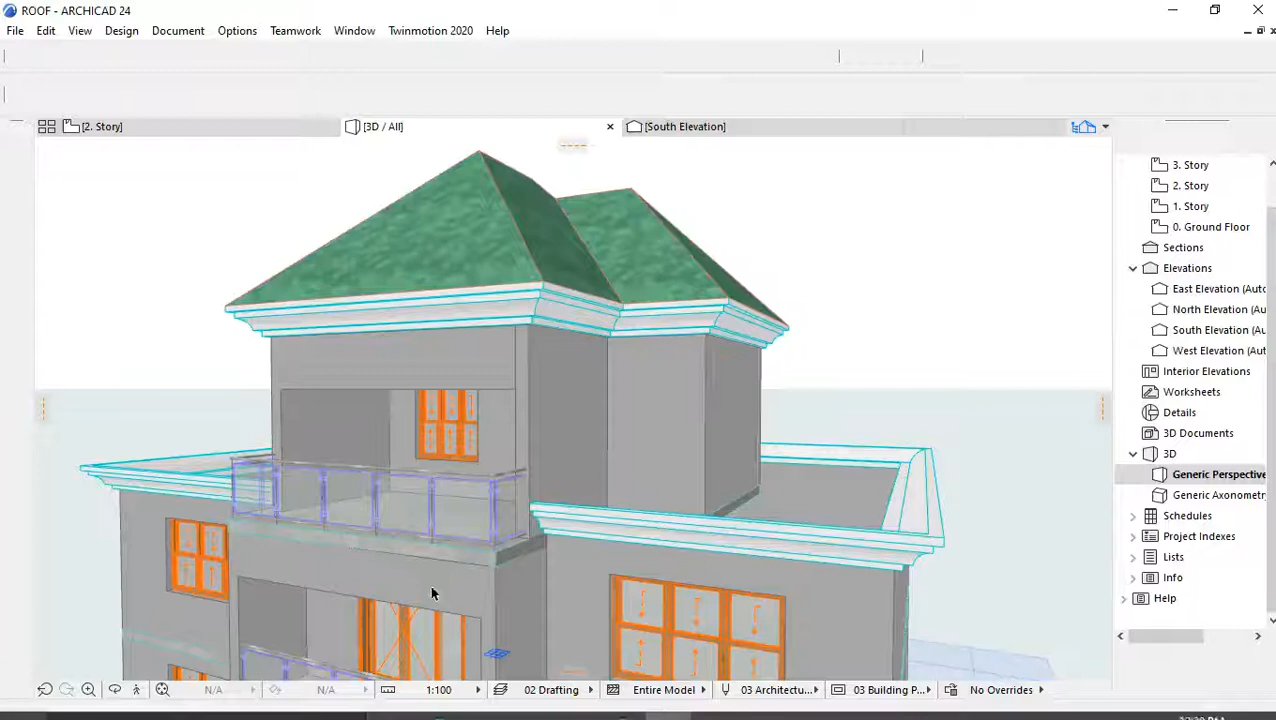 ROOF - ARCHICAD 24
File Edit View Design Document Options Teamwork Window Twinmotion 2020 Help
[2. Story] [3D / All] [South Elevation]
3. Story
2. Story
1. Story
0. Ground Floor
Sections
Elevations
East Elevation (Aut
North Elevation (Au
South Elevation (Au
West Elevation (Aut
Interior Elevations
Worksheets
Details
3D Documents
3D
Generic Perspective
Generic Axonometr
Schedules
Project Indexes
Lists
Info
Help
N/A N/A 1:100 02 Drafting Entire Model 03 Architectu... 03 Building P... No Overrides